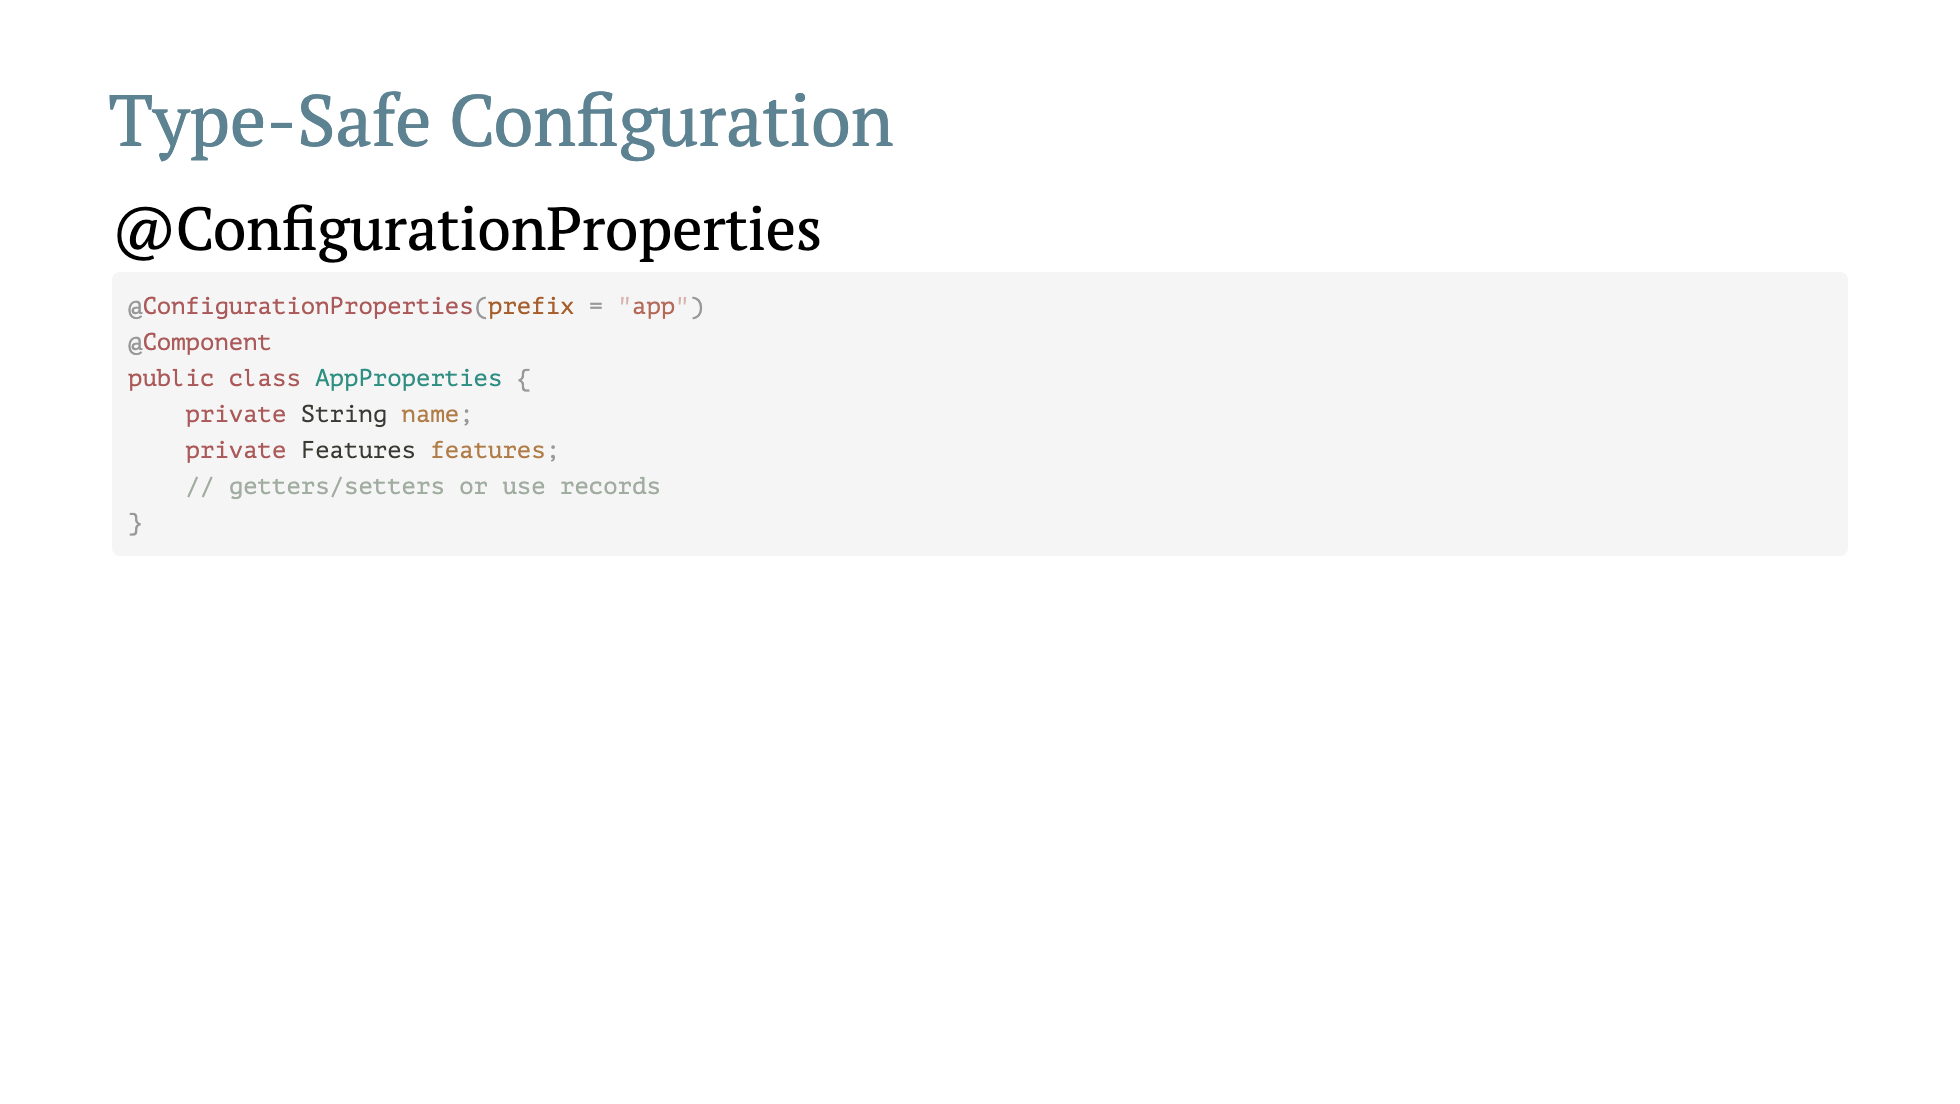 Type-Safe Configuration
@ConfigurationProperties
@ConfigurationProperties(prefix = "app")
@Component
public class AppProperties {
    private String name;
    private Features features;
    // getters/setters or use records
}